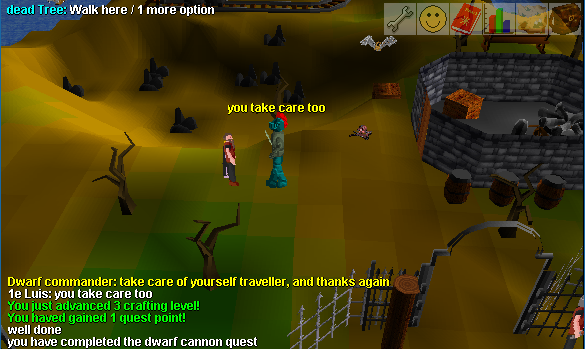 dead Tree: Walk here / 1 more option
you take care too
Dwarf commander: take care of yourself traveller, and thanks again
1e Luis: you take care too
You just advanced 3 crafting level!
You haved gained 1 quest point!
well done
you have completed the dwarf cannon quest